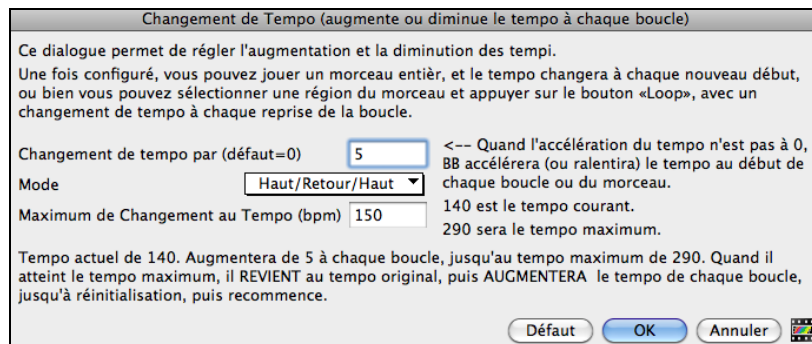 Changement de Tempo (augmente ou diminue le tempo à chaque boucle)
Ce dialogue permet de régler l'augmentation et la diminution des tempi.
Une fois configuré, vous pouvez jouer un morceau entièr, et le tempo changera à chaque nouveau début,
ou bien vous pouvez sélectionner une région du morceau et appuyer sur le bouton «Loop», avec un
changement de tempo à chaque reprise de la boucle.
Changement de tempo par (défaut=0) 5
<-- Quand l'accélération du tempo n'est pas à 0,
BB accélérera (ou ralentira) le tempo au début de
chaque boucle ou du morceau.
Mode Haut/Retour/Haut
140 est le tempo courant.
Maximum de Changement au Tempo (bpm) 150
290 sera le tempo maximum.
Tempo actuel de 140. Augmentera de 5 à chaque boucle, jusqu'au tempo maximum de 290. Quand il
atteint le tempo maximum, il REVIENT au tempo original, puis AUGMENTERA le tempo de chaque boucle,
jusqu'à réinitialisation, puis recommence.
Défaut OK Annuler